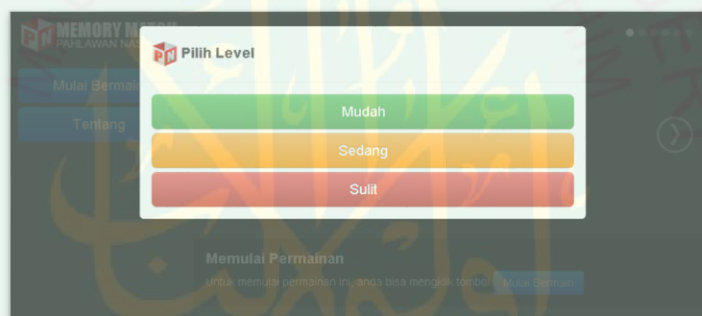 MEMORY MATCH
PAHLAWAN NAS
Mulai Bermain
Tentang
PN Pilih Level
Mudah
Sedang
Sulit
Memulai Permainan
Untuk memulai permainan ini, anda bisa mengklik tombol Mulai Bermain